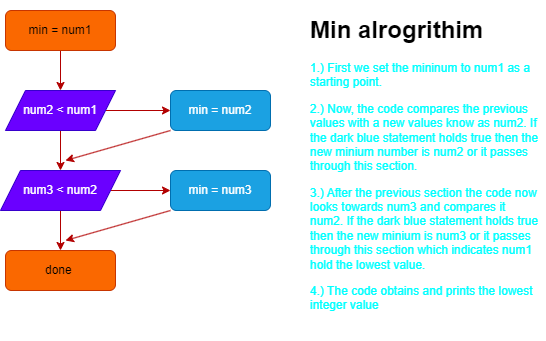 min = num1
Min alrogrithim
1.) First we set the mininum to num1 as a
starting point.
num2 < num1
min = num2
2.) Now, the code compares the previous
values with a new values know as num2. If
the dark blue statement holds true then the
new minium number is num2 or it passes
through this section.
num3 < num2
min = num3
3.) After the previous section the code now
looks towards num3 and compares it
num2. If the dark blue statement holds true
then the new minium is num3 or it passes
through this section which indicates num1
hold the lowest value.
done
4.) The code obtains and prints the lowest
integer value